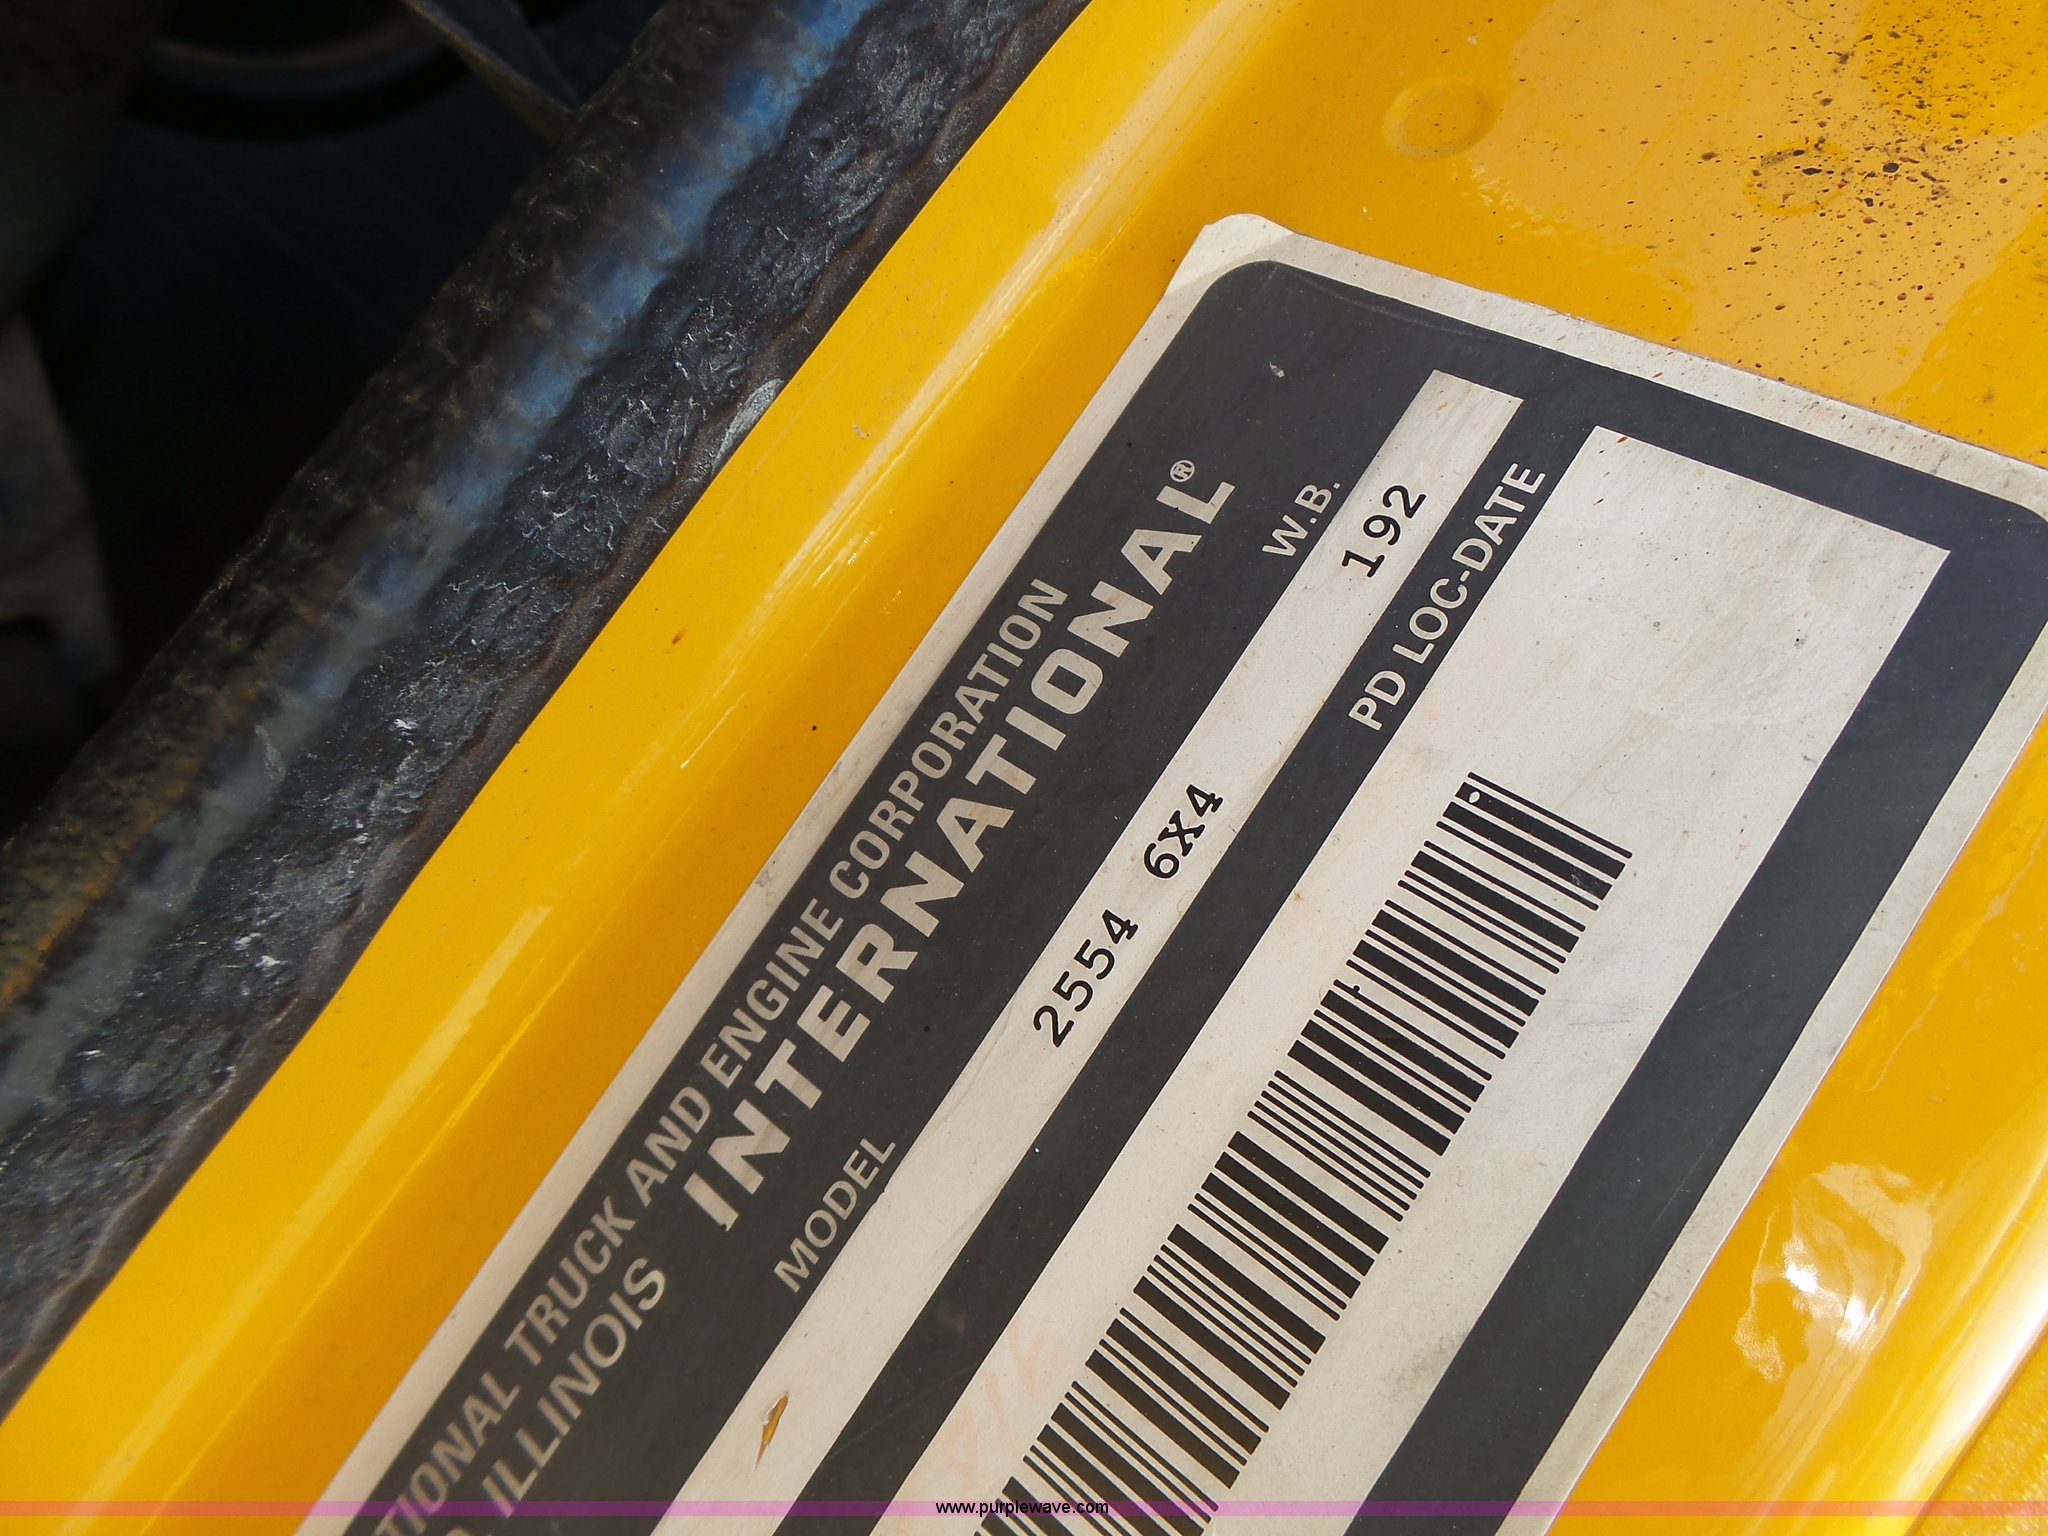 TIONAL TRUCK AND ENGINE CORPORATION
ILLINOIS INTERNATIONAL®
MODEL W.B.
2554 6X4 192
PD LOC-DATE
www.purplewave.com